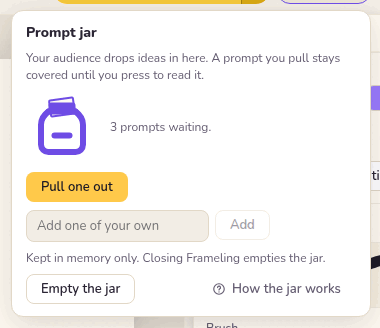 Prompt jar
Your audience drops ideas in here. A prompt you pull stays
covered until you press to read it.
3 prompts waiting.
Pull one out
Add one of your own
Add
Kept in memory only. Closing Frameling empties the jar.
Empty the jar
How the jar works